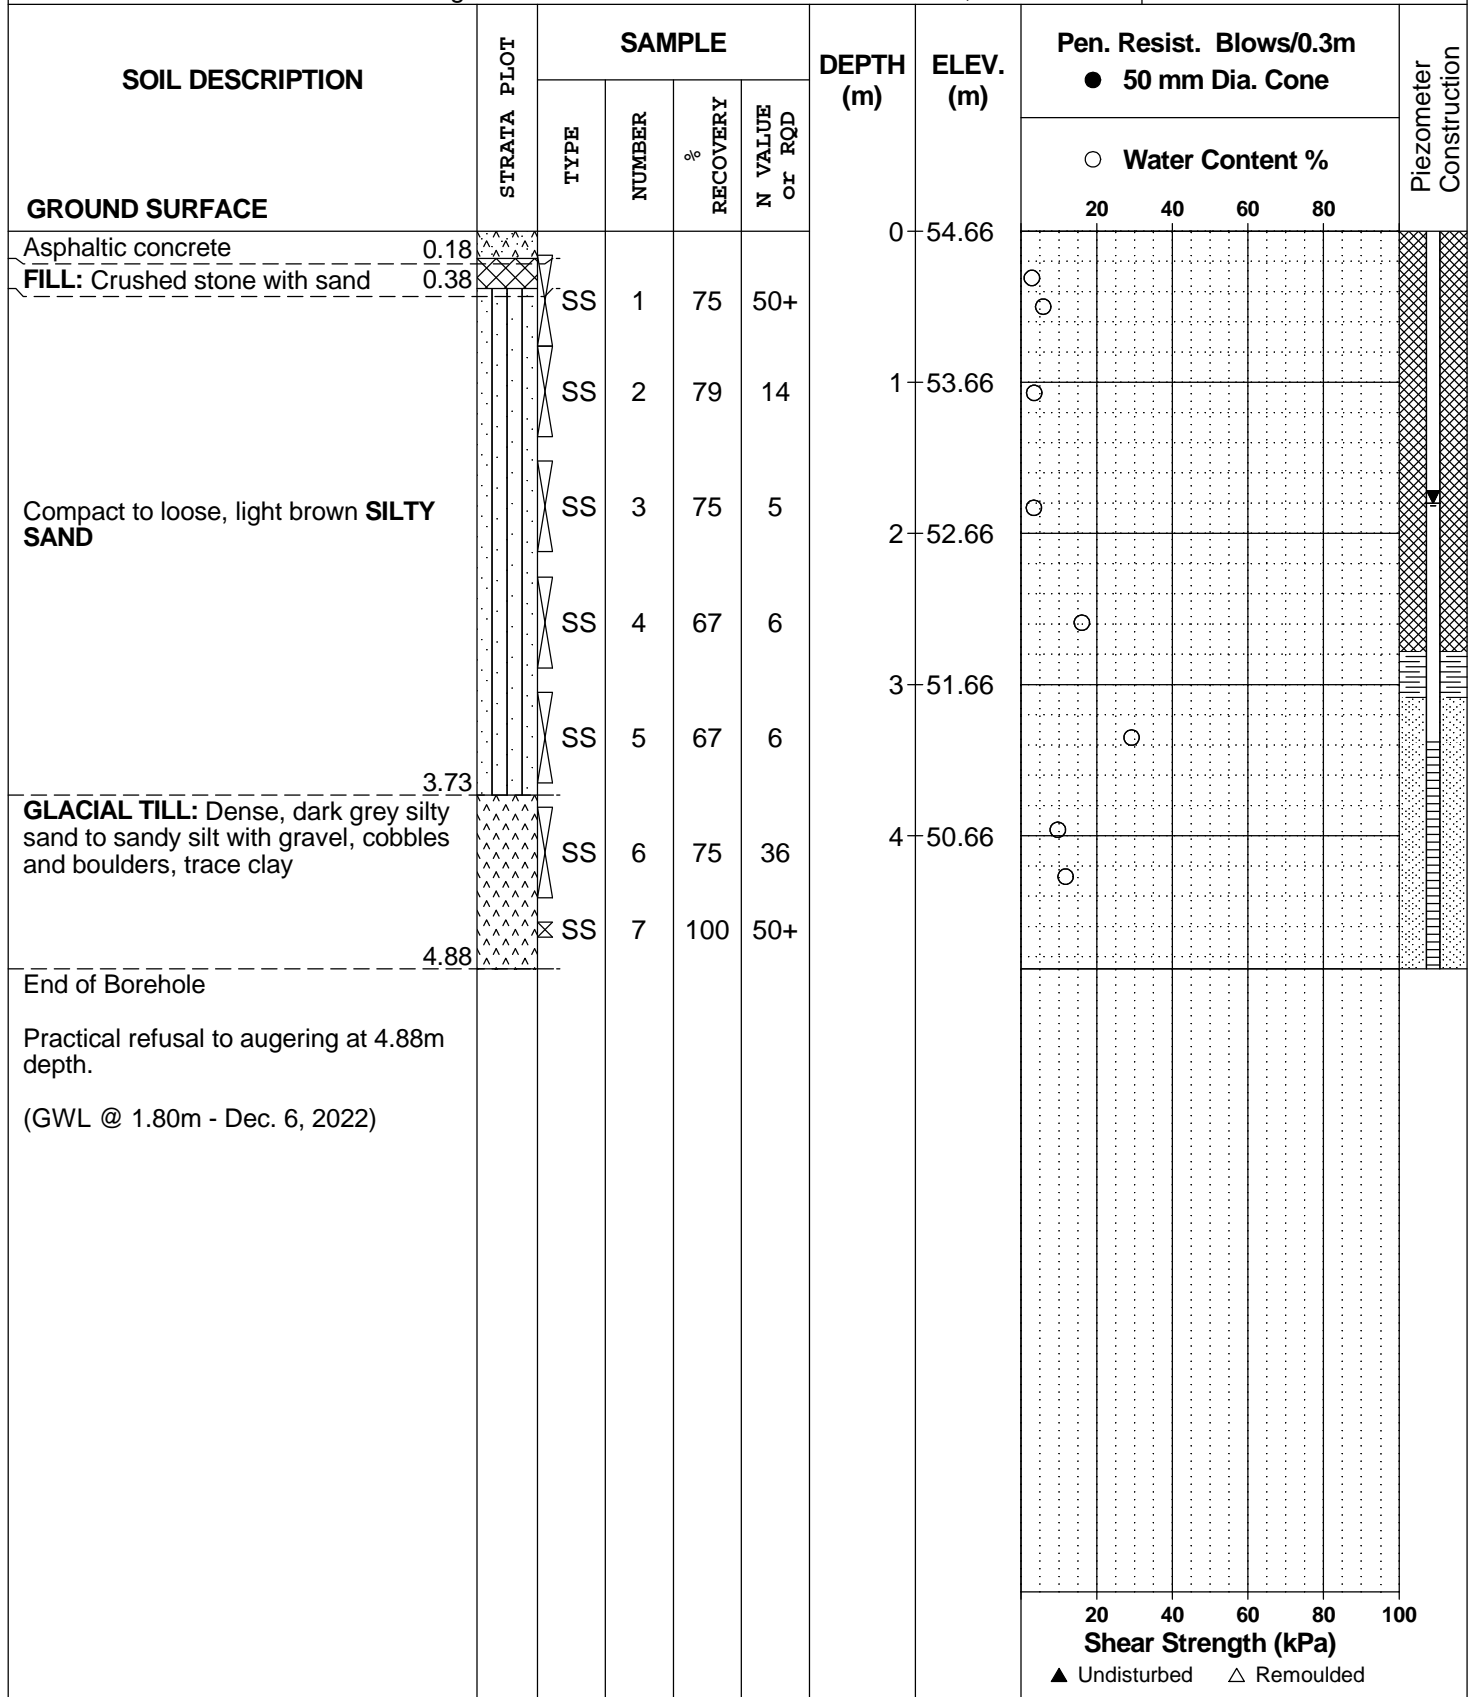 SOIL DESCRIPTION
GROUND SURFACE
STRATA PLOT
SAMPLE
TYPE
NUMBER
% RECOVERY
N VALUE or RQD
DEPTH (m)
ELEV. (m)
Pen. Resist. Blows/0.3m
● 50 mm Dia. Cone
○ Water Content %
20 40 60 80
Piezometer Construction
0 54.66
Asphaltic concrete 0.18
FILL: Crushed stone with sand 0.38
SS 1 75 50+
1 53.66
SS 2 79 14
Compact to loose, light brown SILTY
SAND
SS 3 75 5
2 52.66
SS 4 67 6
3 51.66
SS 5 67 6
3.73
GLACIAL TILL: Dense, dark grey silty
sand to sandy silt with gravel, cobbles
and boulders, trace clay
4 50.66
SS 6 75 36
SS 7 100 50+
4.88
End of Borehole
Practical refusal to augering at 4.88m
depth.
(GWL @ 1.80m - Dec. 6, 2022)
20 40 60 80 100
Shear Strength (kPa)
▲ Undisturbed △ Remoulded